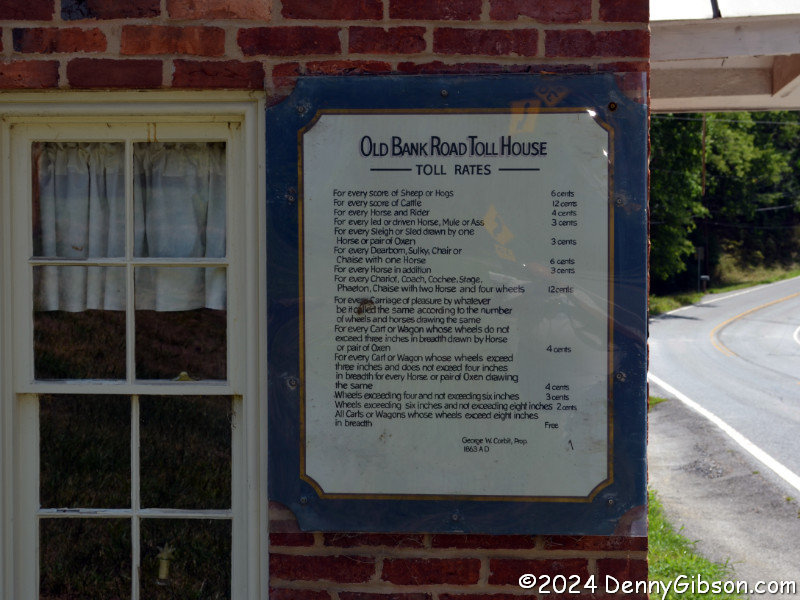 OLD BANK ROAD TOLL HOUSE
TOLL RATES
For every score of Sheep or Hogs 6 cents
For every score of Cattle 12 cents
For every Horse and Rider 4 cents
For every led or driven Horse, Mule or Ass 3 cents
For every Sleigh or Sled drawn by one
Horse or pair of Oxen 3 cents
For every Dearborn, Sulky, Chair or
Chaise with one Horse 6 cents
For every Horse in addition 3 cents
For every Chariot, Coach, Cochee, Stage,
Phaeton, Chaise with two Horse and four wheels 12 cents
For every Carriage of pleasure by whatever
be it called the same according to the number
of wheels and horses drawing the same
For every Cart or Wagon whose wheels do not
exceed three inches in breadth drawn by Horse
or pair of Oxen 4 cents
For every Cart or Wagon whose wheels exceed
three inches and does not exceed four inches
in breadth for every Horse or pair of Oxen drawing
the same 4 cents
Wheels exceeding four and not exceeding six inches 3 cents
Wheels exceeding six inches and not exceeding eight inches 2 cents
All Carts or Wagons whose wheels exceed eight inches
in breadth Free
George W. Corbit, Prop.
1863 A D
©2024 DennyGibson.com